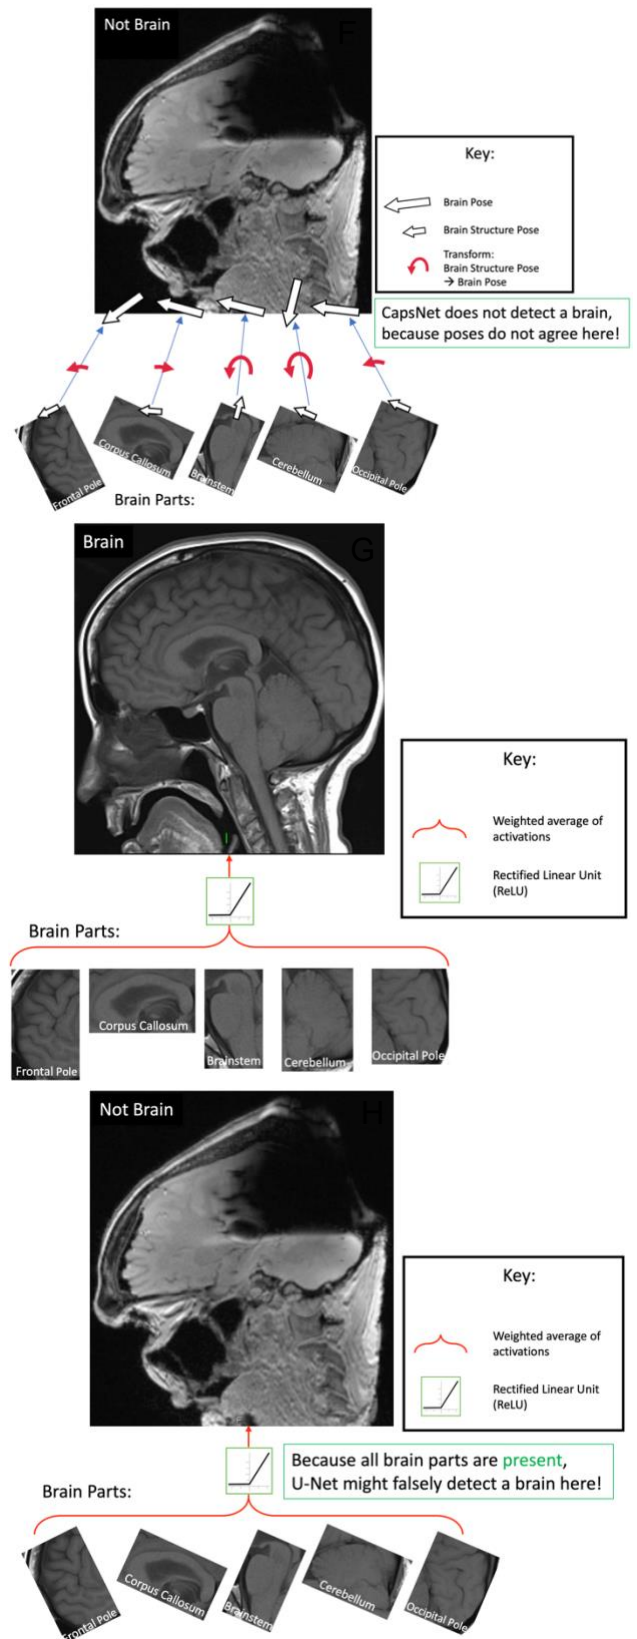 Not Brain
F
Key:
Brain Pose
Brain Structure Pose
Transform:
Brain Structure Pose
→ Brain Pose
CapsNet does not detect a brain,
because poses do not agree here!
Frontal Pole
Corpus Callosum
Brainstem
Cerebellum
Occipital Pole
Brain Parts:
Brain
G
Key:
Weighted average of
activations
Rectified Linear Unit
(ReLU)
I
Brain Parts:
Frontal Pole
Corpus Callosum
Brainstem
Cerebellum
Occipital Pole
Not Brain
H
Key:
Weighted average of
activations
Rectified Linear Unit
(ReLU)
Because all brain parts are present,
U-Net might falsely detect a brain here!
Brain Parts:
Frontal Pole
Corpus Callosum
Brainstem
Cerebellum
Occipital Pole